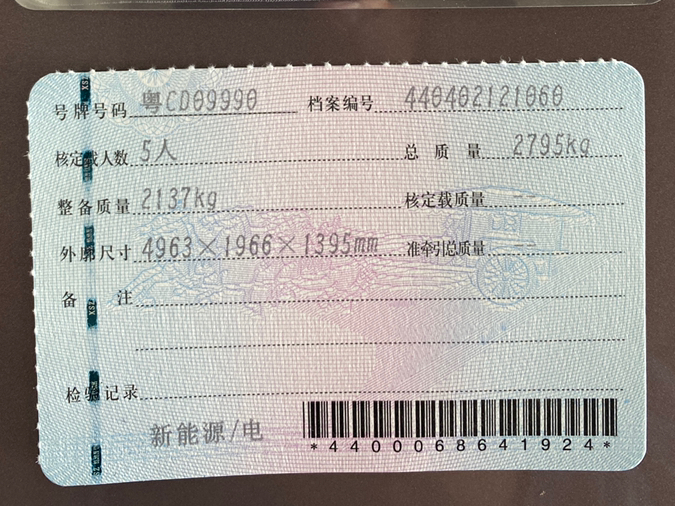 号牌号码 粤CD09990 档案编号 440402121060
核定载人数 5人 总质量 2795kg
整备质量 2137kg 核定载质量 --
外廓尺寸 4963×1966×1395mm 准牵引总质量 --
备注
检验记录
新能源/电
*4400068641924*